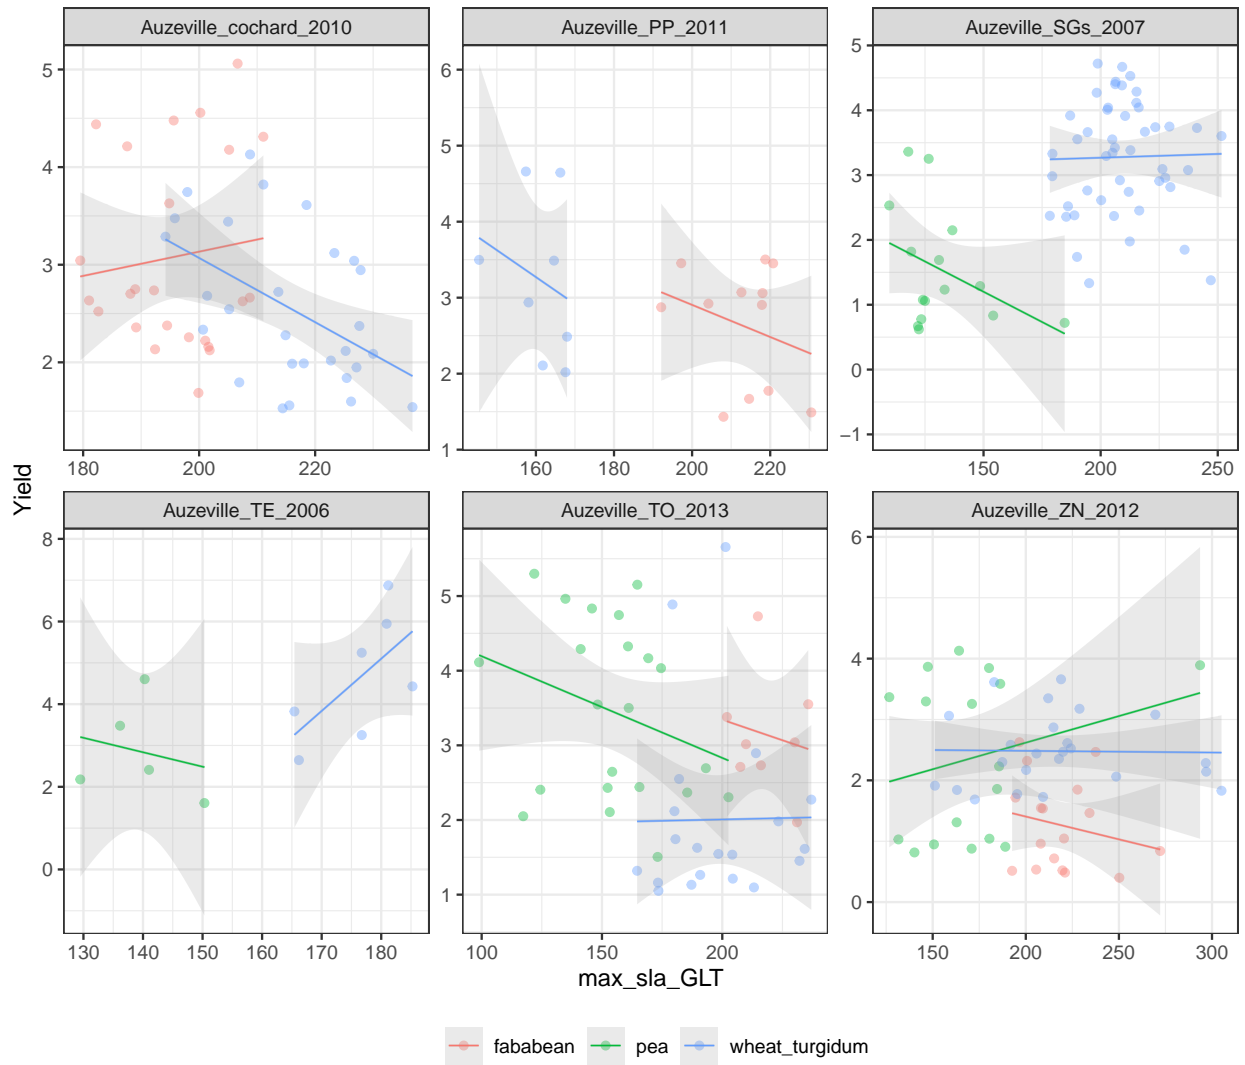 Auzeville_cochard_2010 Auzeville_PP_2011 Auzeville_SGs_2007
5
4
3
2
180 200 220
6
5
4
3
2
1
160 180 200 220
5
4
3
2
1
0
−1
150 200 250
Yield
Auzeville_TE_2006 Auzeville_TO_2013 Auzeville_ZN_2012
8
6
4
2
0
130 140 150 160 170 180
5
4
3
2
1
100 150 200
6
4
2
0
150 200 250 300
max_sla_GLT
fababean pea wheat_turgidum